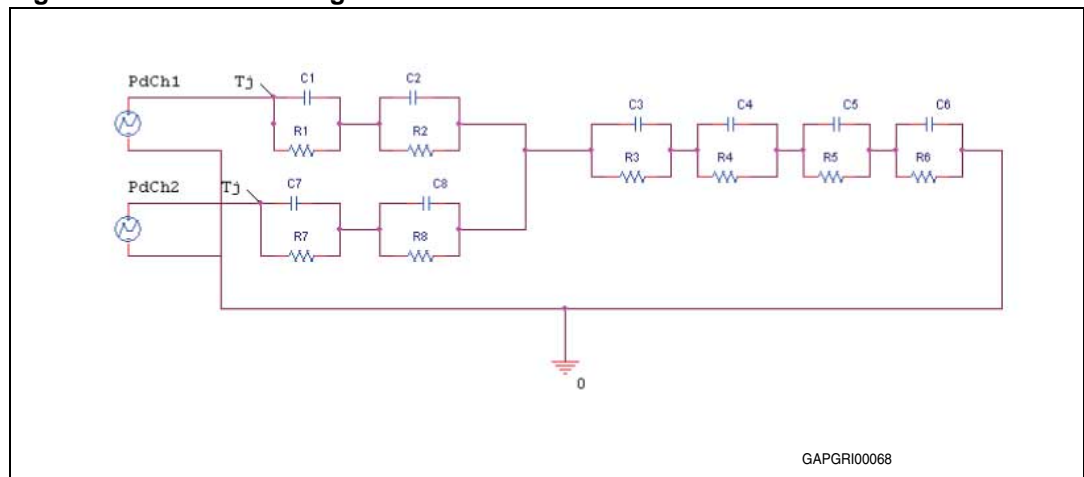 PdCh1
Tj
C1
C2
R1
R2
C3
C4
C5
C6
R3
R4
R5
R6
PdCh2
Tj
C7
C8
R7
R8
0
GAPGRI00068